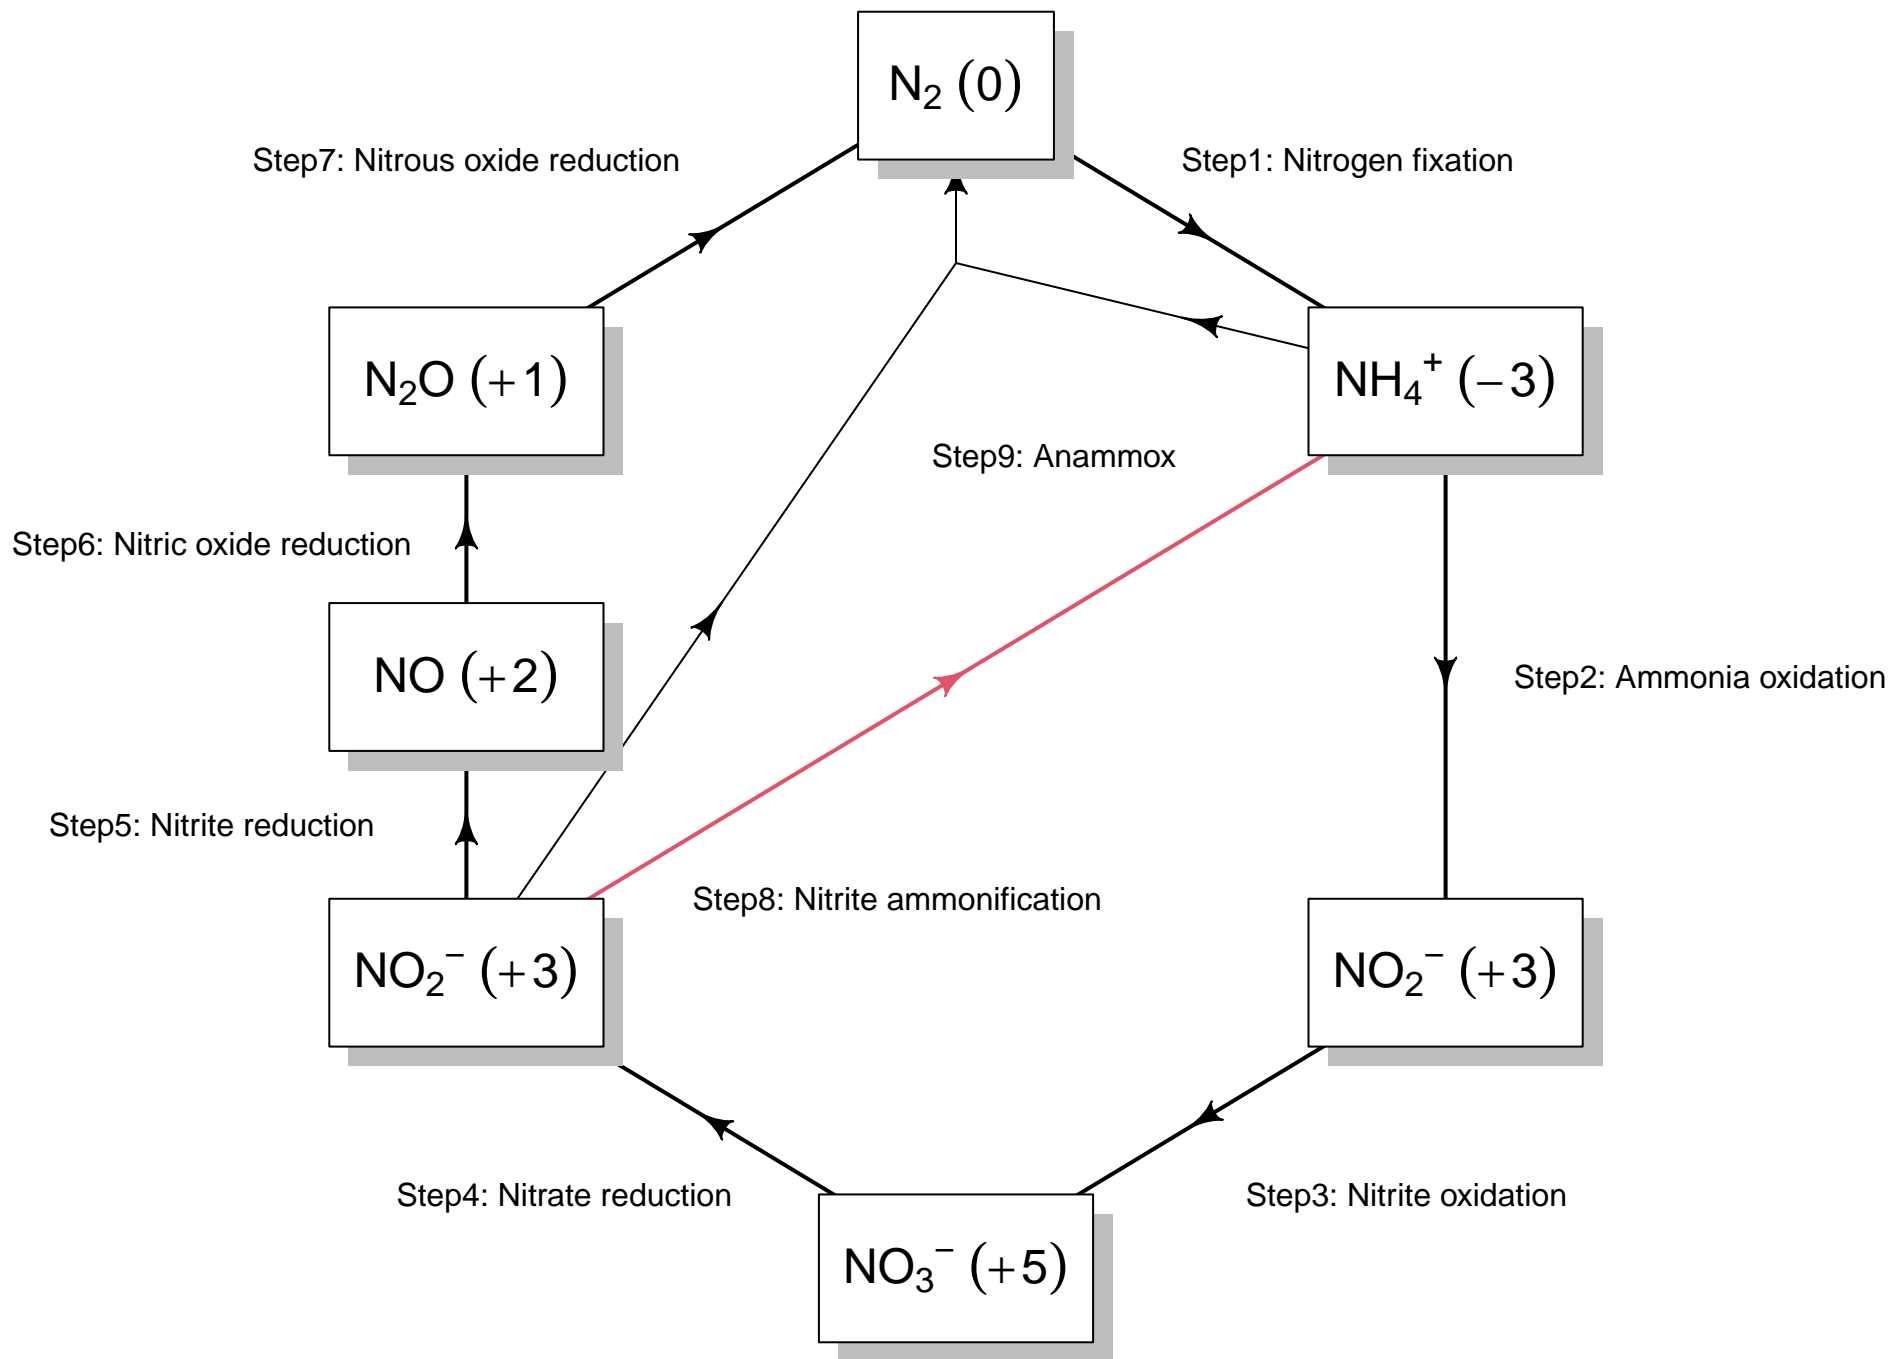 N₂ (0)
Step7: Nitrous oxide reduction
Step1: Nitrogen fixation
N₂O (+1)
NH₄⁺ (−3)
Step9: Anammox
Step6: Nitric oxide reduction
NO (+2)
Step2: Ammonia oxidation
Step5: Nitrite reduction
Step8: Nitrite ammonification
NO₂⁻ (+3)
NO₂⁻ (+3)
Step4: Nitrate reduction
Step3: Nitrite oxidation
NO₃⁻ (+5)